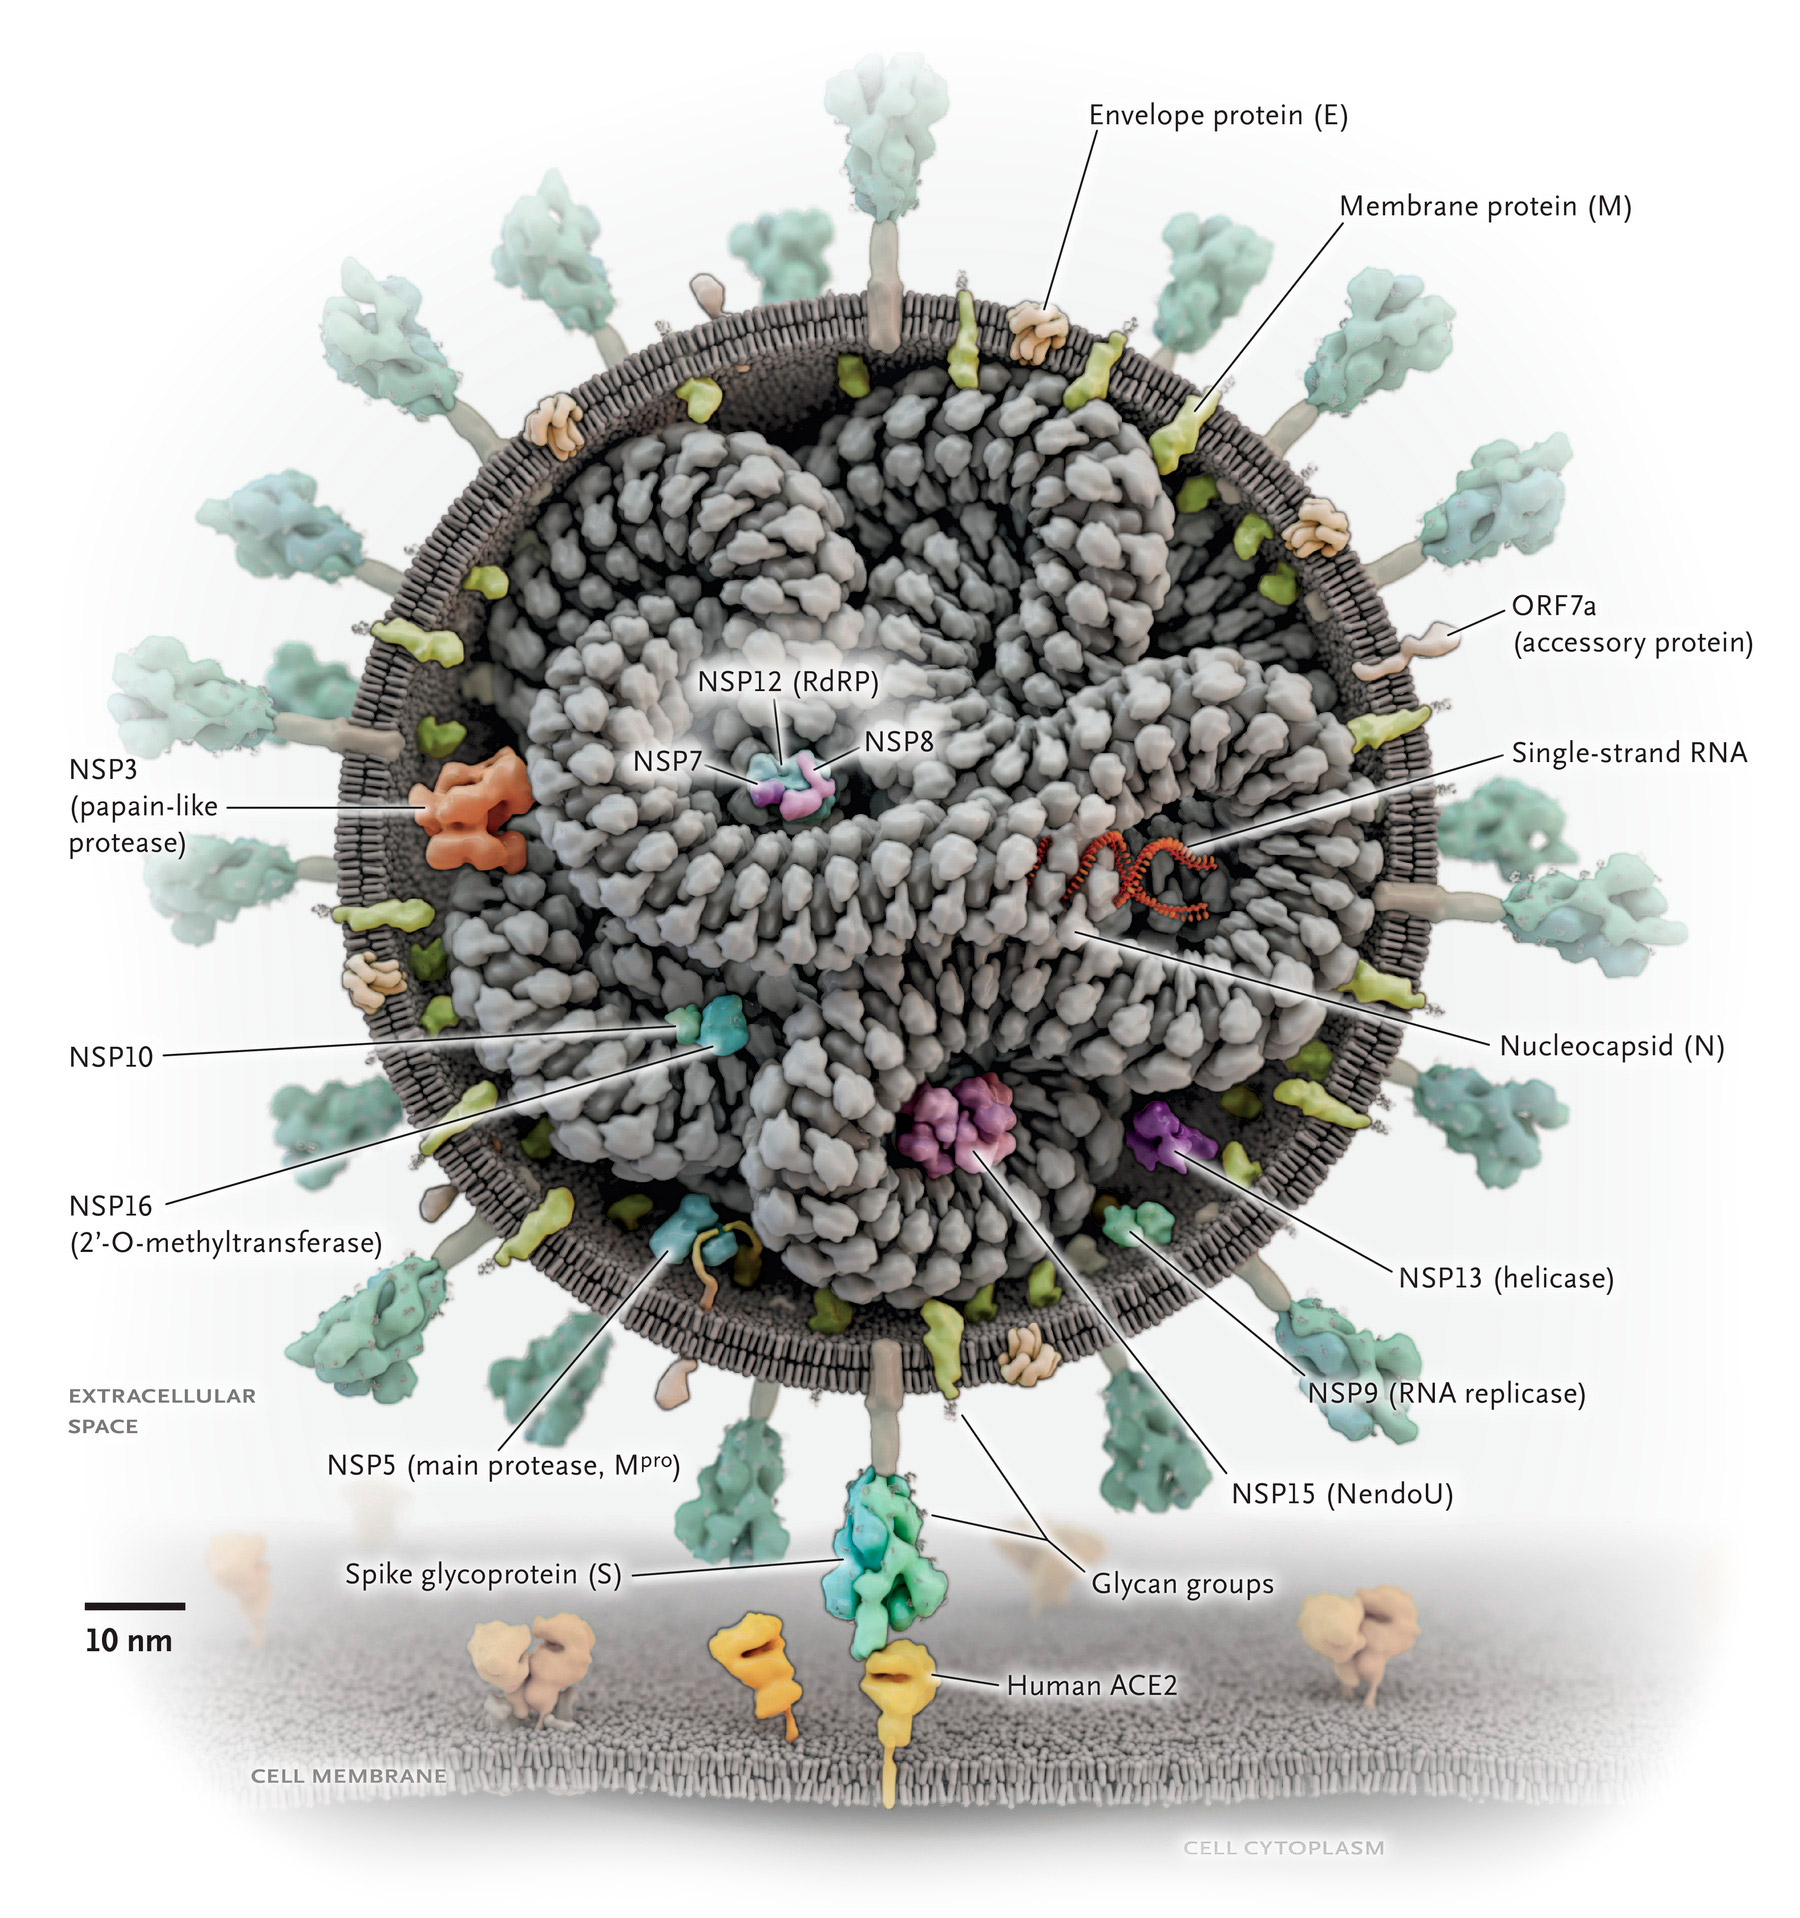 Envelope protein (E)
Membrane protein (M)
ORF7a
(accessory protein)
NSP12 (RdRP)
NSP8
NSP7
Single-strand RNA
NSP3
(papain-like
protease)
Nucleocapsid (N)
NSP10
NSP16
(2’-O-methyltransferase)
NSP13 (helicase)
NSP9 (RNA replicase)
EXTRACELLULAR
SPACE
NSP5 (main protease, Mᵖʳᵒ)
NSP15 (NendoU)
Spike glycoprotein (S)
Glycan groups
10 nm
Human ACE2
CELL MEMBRANE
CELL CYTOPLASM